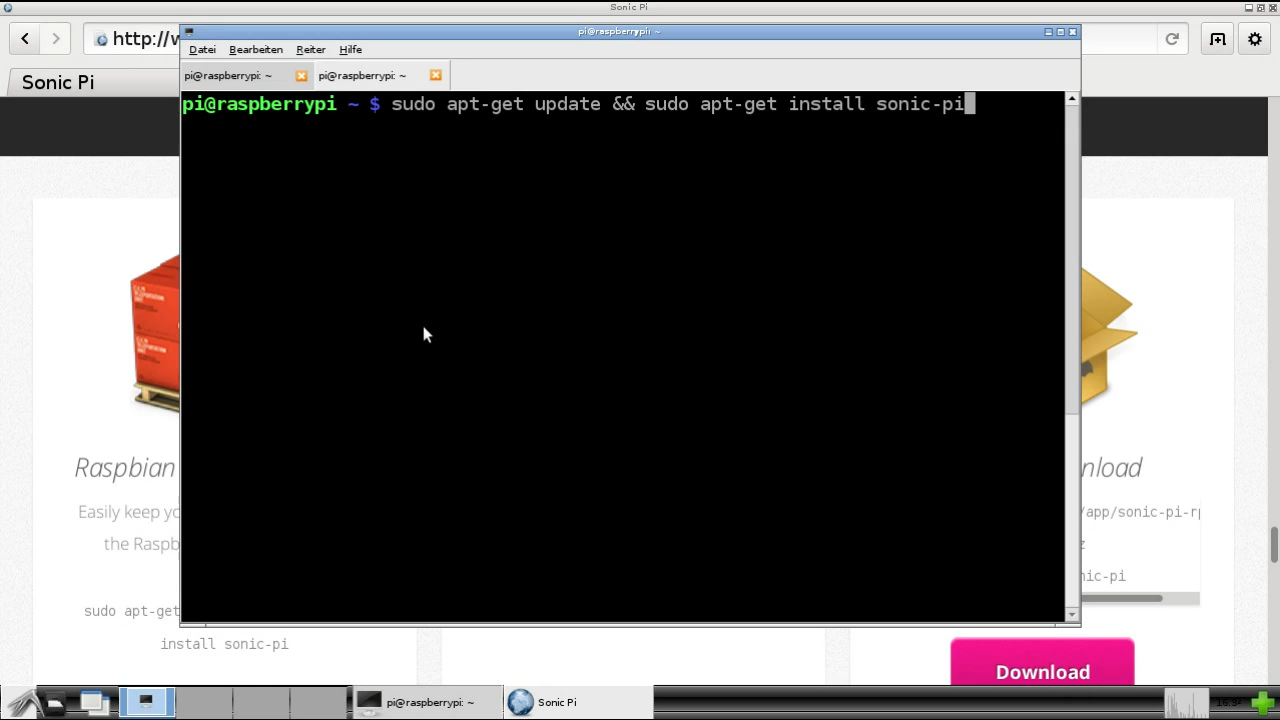 Sonic Pi
http://w
pi@raspberrypi: ~
Datei Bearbeiten Reiter Hilfe
pi@raspberrypi: ~ pi@raspberrypi: ~
Sonic Pi
pi@raspberrypi ~ $ sudo apt-get update && sudo apt-get install sonic-pi
Raspbian
nload
Easily keep yo
/app/sonic-pi-rp
the Raspb
z
nic-pi
sudo apt-get
install sonic-pi
Download
pi@raspberrypi: ~ Sonic Pi